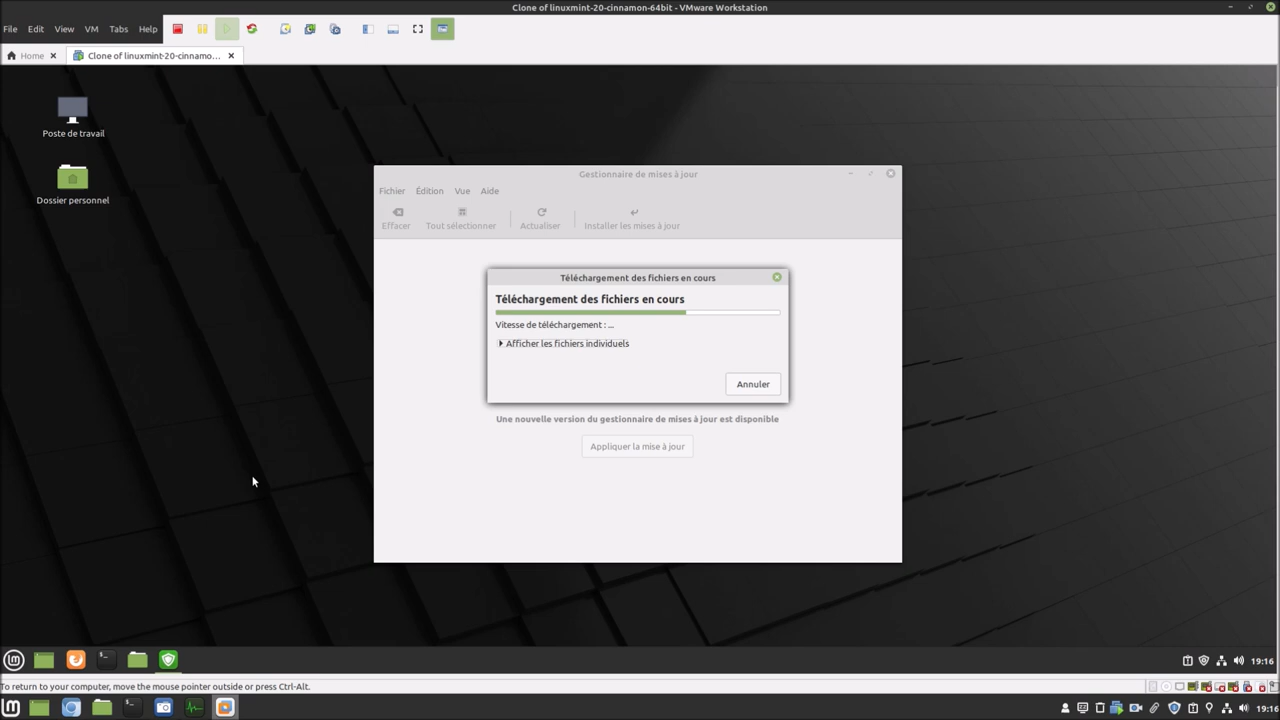 Clone of linuxmint-20-cinnamon-64bit - VMware Workstation
File Edit View VM Tabs Help
Home Clone of linuxmint-20-cinnamo...
Poste de travail
Dossier personnel
Gestionnaire de mises à jour
Fichier Édition Vue Aide
Effacer Tout sélectionner Actualiser Installer les mises à jour
Téléchargement des fichiers en cours
Téléchargement des fichiers en cours
Vitesse de téléchargement : ...
Afficher les fichiers individuels
Annuler
Une nouvelle version du gestionnaire de mises à jour est disponible
Appliquer la mise à jour
19:16
To return to your computer, move the mouse pointer outside or press Ctrl-Alt.
19:16